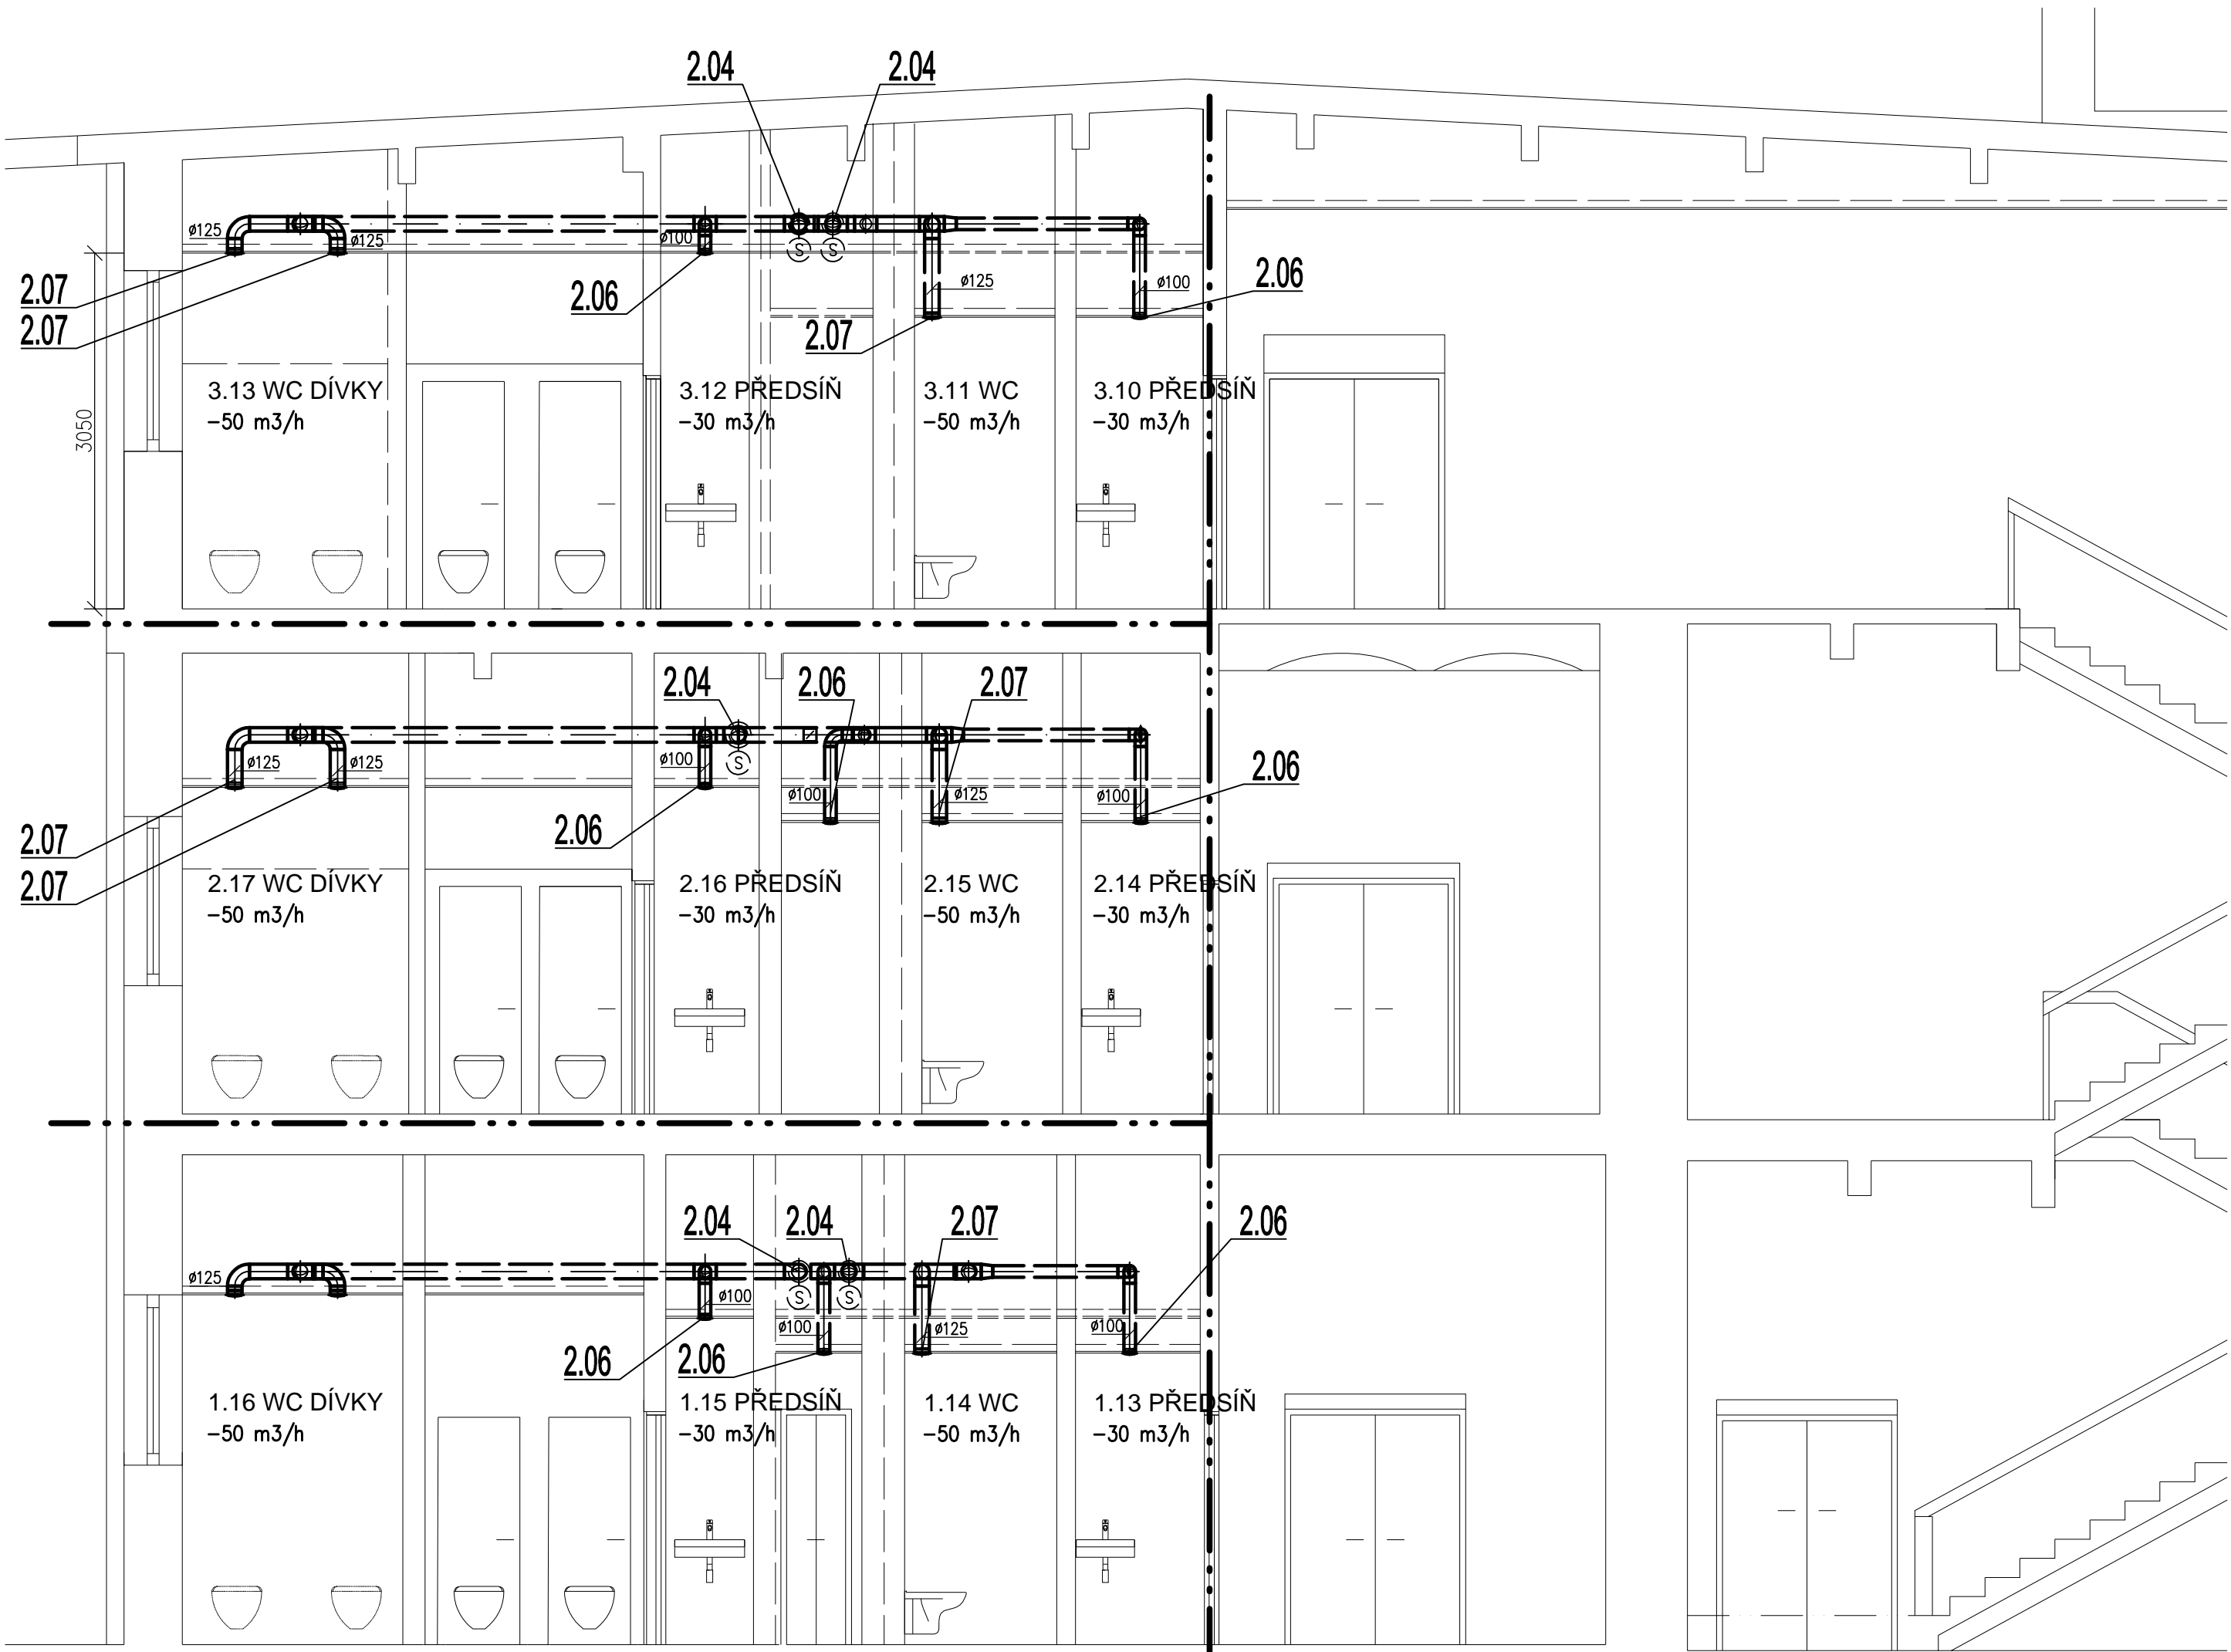 2.04
2.04
ø125
ø125
ø100
S
S
2.07
2.07
2.06
ø125
ø100
2.06
2.07
3050
3.13 WC DÍVKY
-50 m3/h
3.12 PŘEDSÍŇ
-30 m3/h
3.11 WC
-50 m3/h
3.10 PŘEDSÍŇ
-30 m3/h
2.04
2.06
2.07
ø125
ø125
ø100
S
ø100
ø125
ø100
2.06
2.07
2.07
2.06
2.17 WC DÍVKY
-50 m3/h
2.16 PŘEDSÍŇ
-30 m3/h
2.15 WC
-50 m3/h
2.14 PŘEDSÍŇ
-30 m3/h
2.04
2.04
2.07
2.06
ø125
ø100
S
S
ø100
ø125
ø100
2.06
2.06
1.16 WC DÍVKY
-50 m3/h
1.15 PŘEDSÍŇ
-30 m3/h
1.14 WC
-50 m3/h
1.13 PŘEDSÍŇ
-30 m3/h